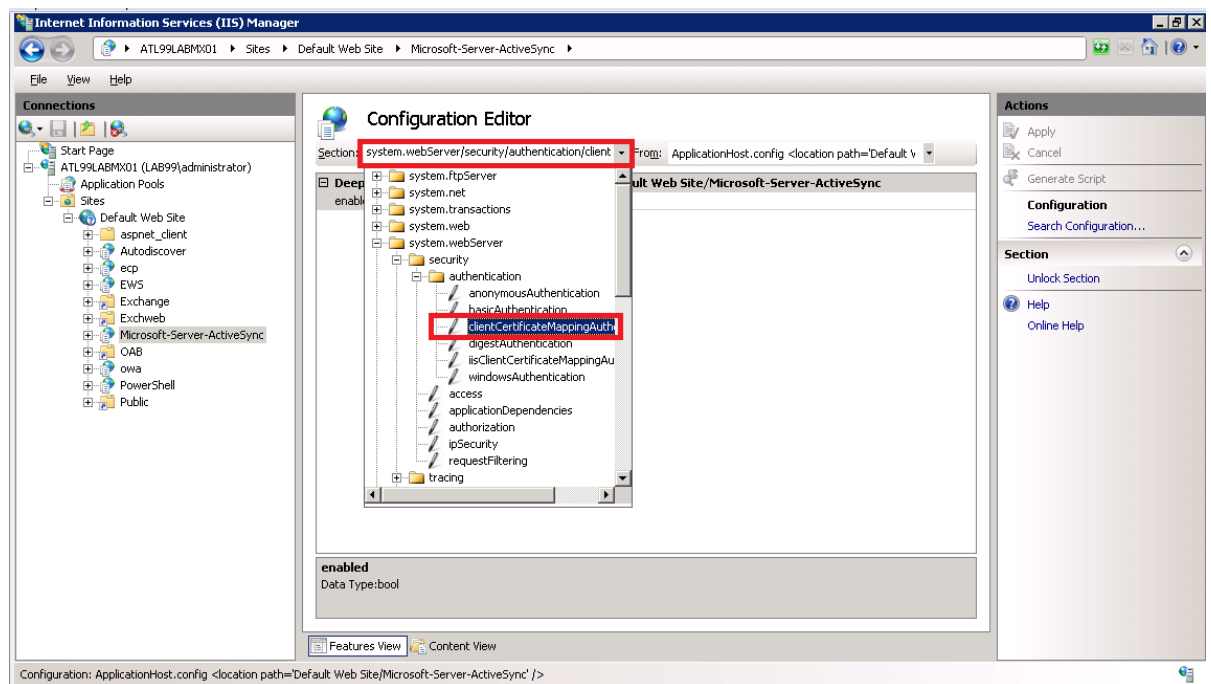 Internet Information Services (IIS) Manager
ATL99LABMX01 Sites Default Web Site Microsoft-Server-ActiveSync
File View Help
Connections
Start Page
ATL99LABMX01 (LAB99\administrator)
Application Pools
Sites
Default Web Site
aspnet_client
Autodiscover
ecp
EWS
Exchange
Exchweb
Microsoft-Server-ActiveSync
OAB
owa
PowerShell
Public
Configuration Editor
Section: system.webServer/security/authentication/client From: ApplicationHost.config <location path='Default
Deep ult Web Site/Microsoft-Server-ActiveSync
enabl
system.ftpServer
system.net
system.transactions
system.web
system.webServer
security
authentication
anonymousAuthentication
basicAuthentication
clientCertificateMappingAuthe
digestAuthentication
iisClientCertificateMappingAu
windowsAuthentication
access
applicationDependencies
authorization
ipSecurity
requestFiltering
tracing
enabled
Data Type:bool
Features View Content View
Actions
Apply
Cancel
Generate Script
Configuration
Search Configuration...
Section
Unlock Section
Help
Online Help
Configuration: ApplicationHost.config <location path='Default Web Site/Microsoft-Server-ActiveSync' />